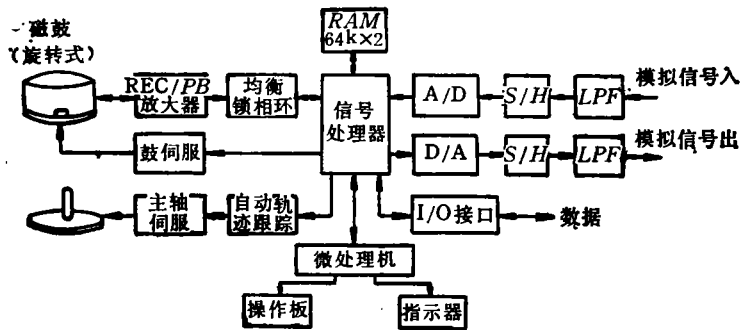 磁鼓
(旋转式)
RAM
64k×2
REC/PB
放大器
均衡
锁相环
信号
处理器
A/D
S/H
LPF
模拟信号入
鼓伺服
D/A
S/H
LPF
模拟信号出
主轴
伺服
自动轨
迹跟踪
I/O接口
数据
微处理机
操作板
指示器